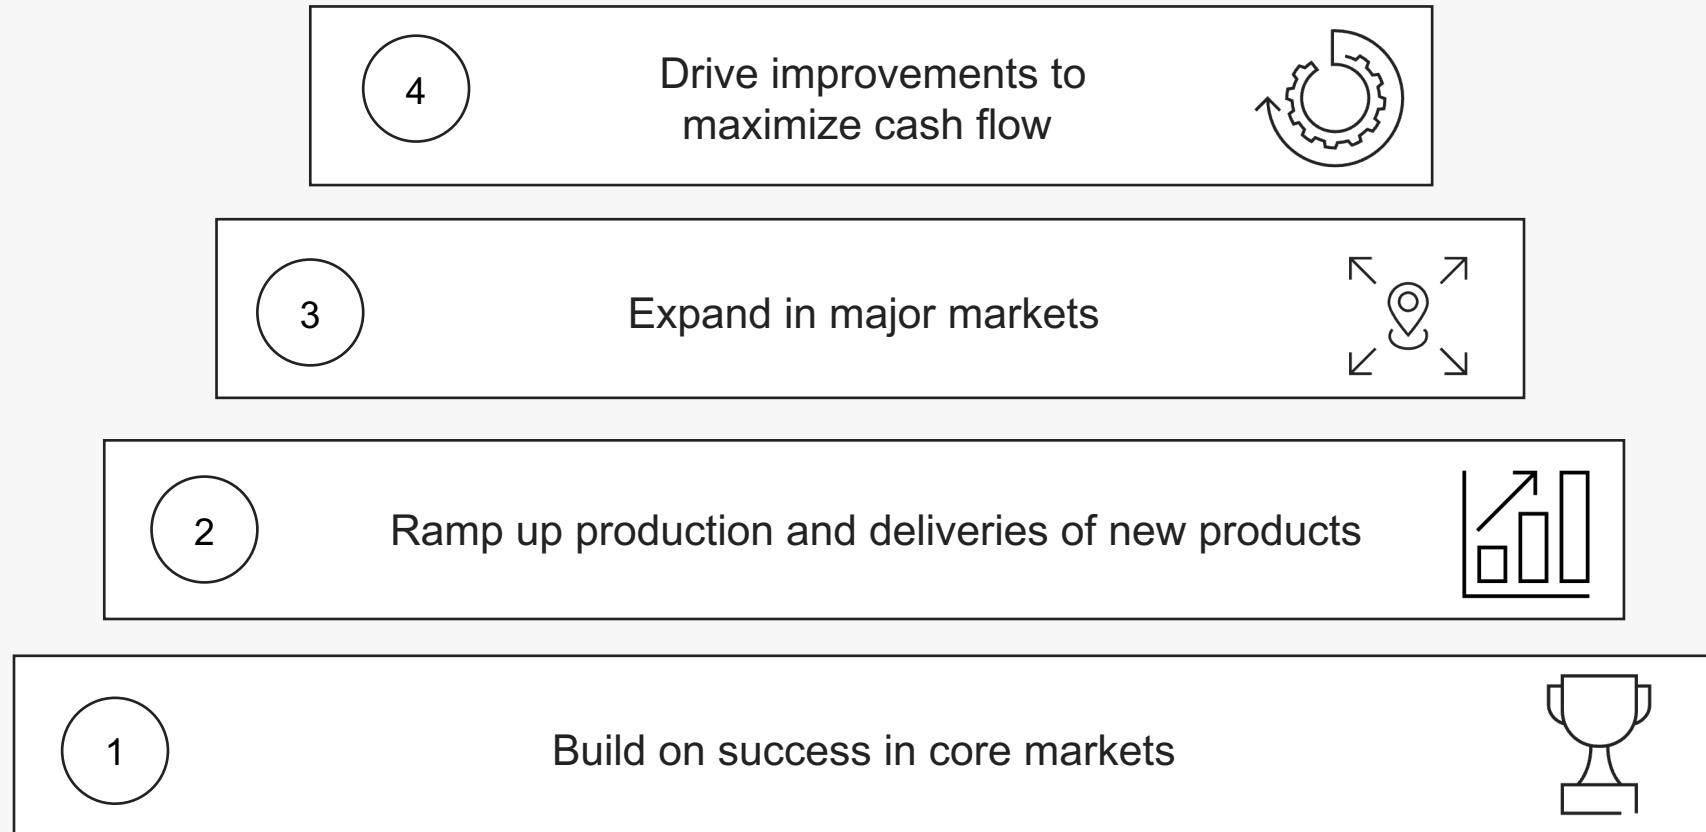 4
Drive improvements to
maximize cash flow
3
Expand in major markets
2
Ramp up production and deliveries of new products
1
Build on success in core markets